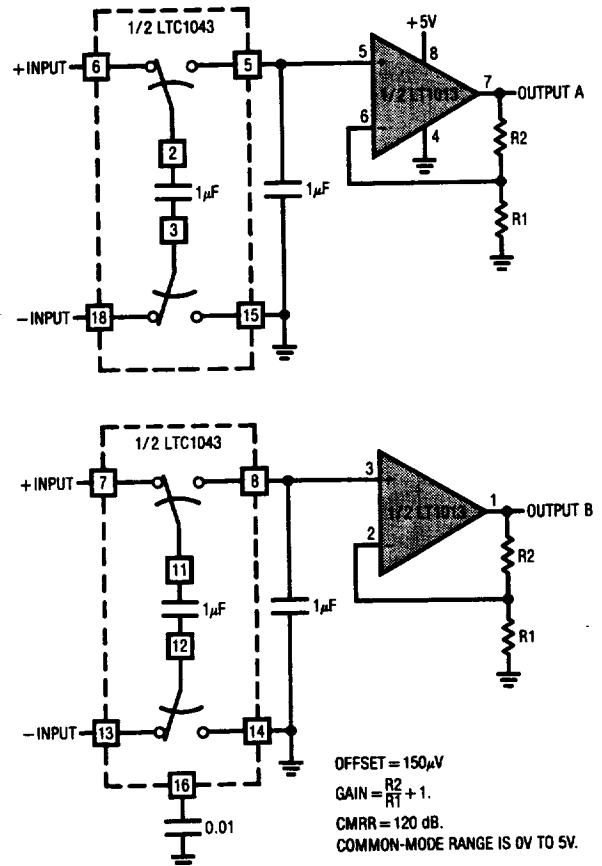 1/2 LTC1043
+5V
+INPUT
6
5
5
8
7
OUTPUT A
+
1/2 LT1013
6
−
4
R2
2
1μF
1μF
3
R1
−INPUT
18
15
1/2 LTC1043
+INPUT
7
8
3
+
1/2 LT1013
1
OUTPUT B
2
−
R2
11
1μF
1μF
12
R1
−INPUT
13
14
16
0.01
OFFSET = 150μV
GAIN = R2/R1 + 1.
CMRR = 120 dB.
COMMON-MODE RANGE IS 0V TO 5V.